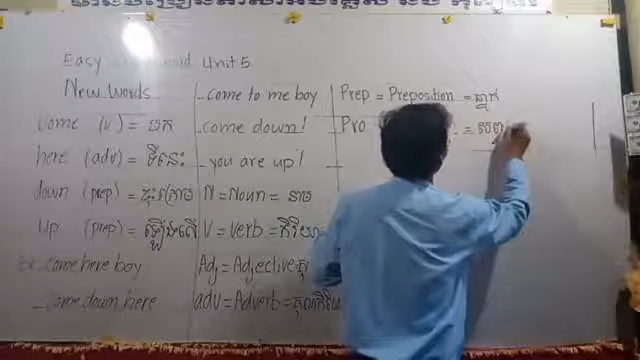 Easy Unit 5
New Words
come (v) = មក
here (adv) = ទីនេះ
down (prep) = ចុះក្រោម
Up (prep) = ឡើងលើ
Ex. come here boy
_ come down here
_ come to me boy
_ come down!
_ you are up!
N = Noun = នាម
V = verb = កិរិយា
Adj = Adjective
adv = Adverb = គុណកិរិយា
Prep = Preposition = ធ្នាក់
Pro =